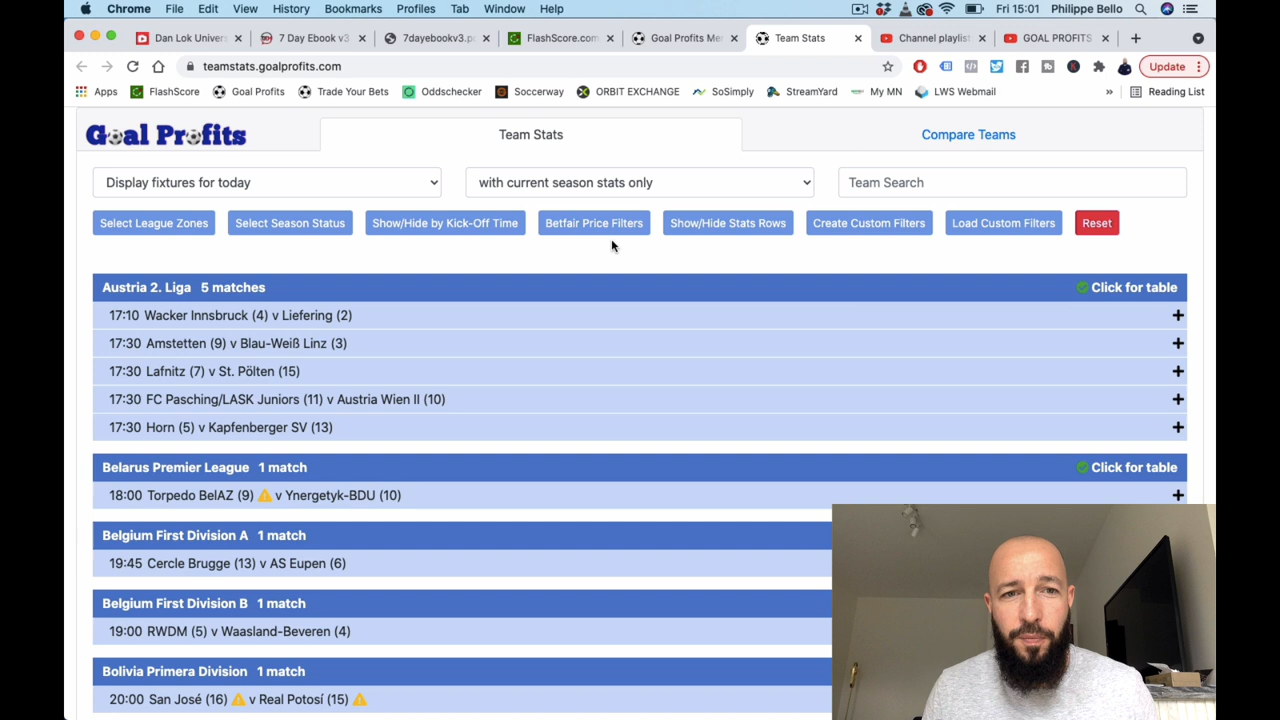 Chrome File Edit View History Bookmarks Profiles Tab Window Help Fri 15:01 Philippe Bello
Dan Lok Univers 7 Day Ebook v3 7dayebookv3.p FlashScore.com Goal Profits Me Team Stats Channel playlist GOAL PROFITS
teamstats.goalprofits.com Update
Apps FlashScore Goal Profits Trade Your Bets Oddschecker Soccerway ORBIT EXCHANGE SoSimply StreamYard My MN LWS Webmail » Reading List
Goal Profits Team Stats Compare Teams
Display fixtures for today with current season stats only Team Search
Select League Zones Select Season Status Show/Hide by Kick-Off Time Betfair Price Filters Show/Hide Stats Rows Create Custom Filters Load Custom Filters Reset
Austria 2. Liga 5 matches Click for table
17:10 Wacker Innsbruck (4) v Liefering (2)
17:30 Amstetten (9) v Blau-Weiß Linz (3)
17:30 Lafnitz (7) v St. Pölten (15)
17:30 FC Pasching/LASK Juniors (11) v Austria Wien II (10)
17:30 Horn (5) v Kapfenberger SV (13)
Belarus Premier League 1 match Click for table
18:00 Torpedo BelAZ (9) v Ynergetyk-BDU (10)
Belgium First Division A 1 match
19:45 Cercle Brugge (13) v AS Eupen (6)
Belgium First Division B 1 match
19:00 RWDM (5) v Waasland-Beveren (4)
Bolivia Primera Division 1 match
20:00 San José (16) v Real Potosí (15)